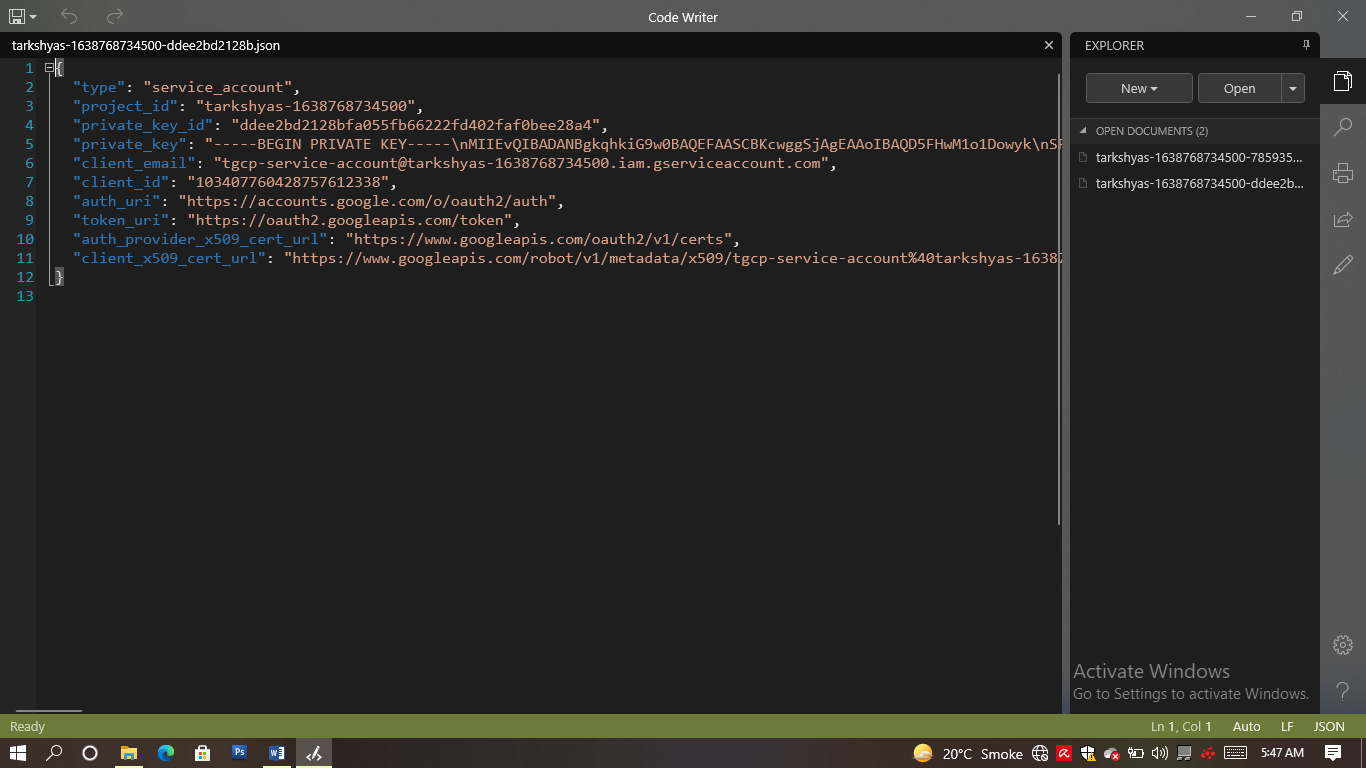 Code Writer
tarkshyas-1638768734500-ddee2bd2128b.json
1 {
2 "type": "service_account",
3 "project_id": "tarkshyas-1638768734500",
4 "private_key_id": "ddee2bd2128bfa055fb66222fd402faf0bee28a4",
5 "private_key": "-----BEGIN PRIVATE KEY-----\nMIIEvQIBADANBgkqhkiG9w0BAQEFAASCBKcwggSjAgEAAoIBAQD5FHwM1o1Dowyk\nSF
6 "client_email": "tgcp-service-account@tarkshyas-1638768734500.iam.gserviceaccount.com",
7 "client_id": "103407760428757612338",
8 "auth_uri": "https://accounts.google.com/o/oauth2/auth",
9 "token_uri": "https://oauth2.googleapis.com/token",
10 "auth_provider_x509_cert_url": "https://www.googleapis.com/oauth2/v1/certs",
11 "client_x509_cert_url": "https://www.googleapis.com/robot/v1/metadata/x509/tgcp-service-account%40tarkshyas-16387
12 }
13
EXPLORER
New
Open
OPEN DOCUMENTS (2)
tarkshyas-1638768734500-785935...
tarkshyas-1638768734500-ddee2b...
Activate Windows
Go to Settings to activate Windows.
Ready
Ln 1, Col 1
Auto
LF
JSON
Ps
W
20°C Smoke
5:47 AM